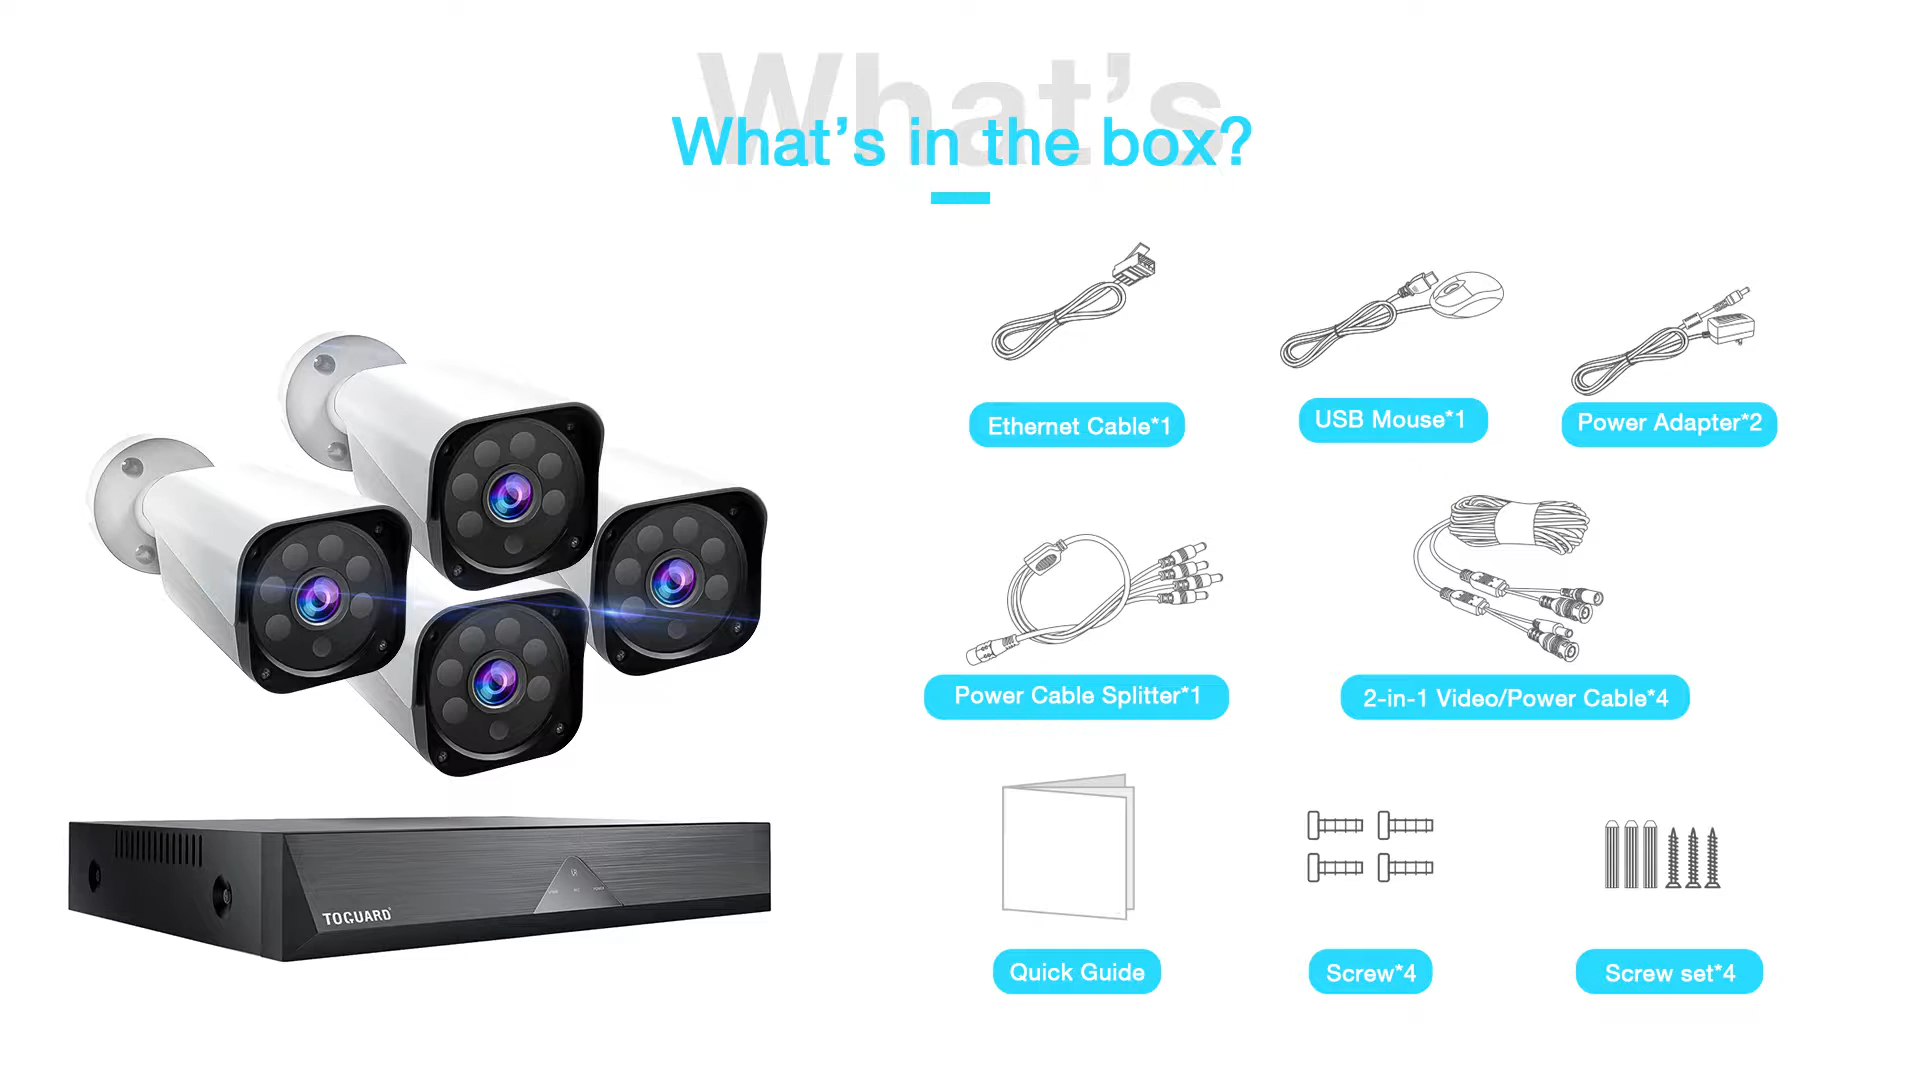 What's
What's in the box?
Ethernet Cable*1
USB Mouse*1
Power Adapter*2
Power Cable Splitter*1
2-in-1 Video/Power Cable*4
TOGUARD
Quick Guide
Screw*4
Screw set*4